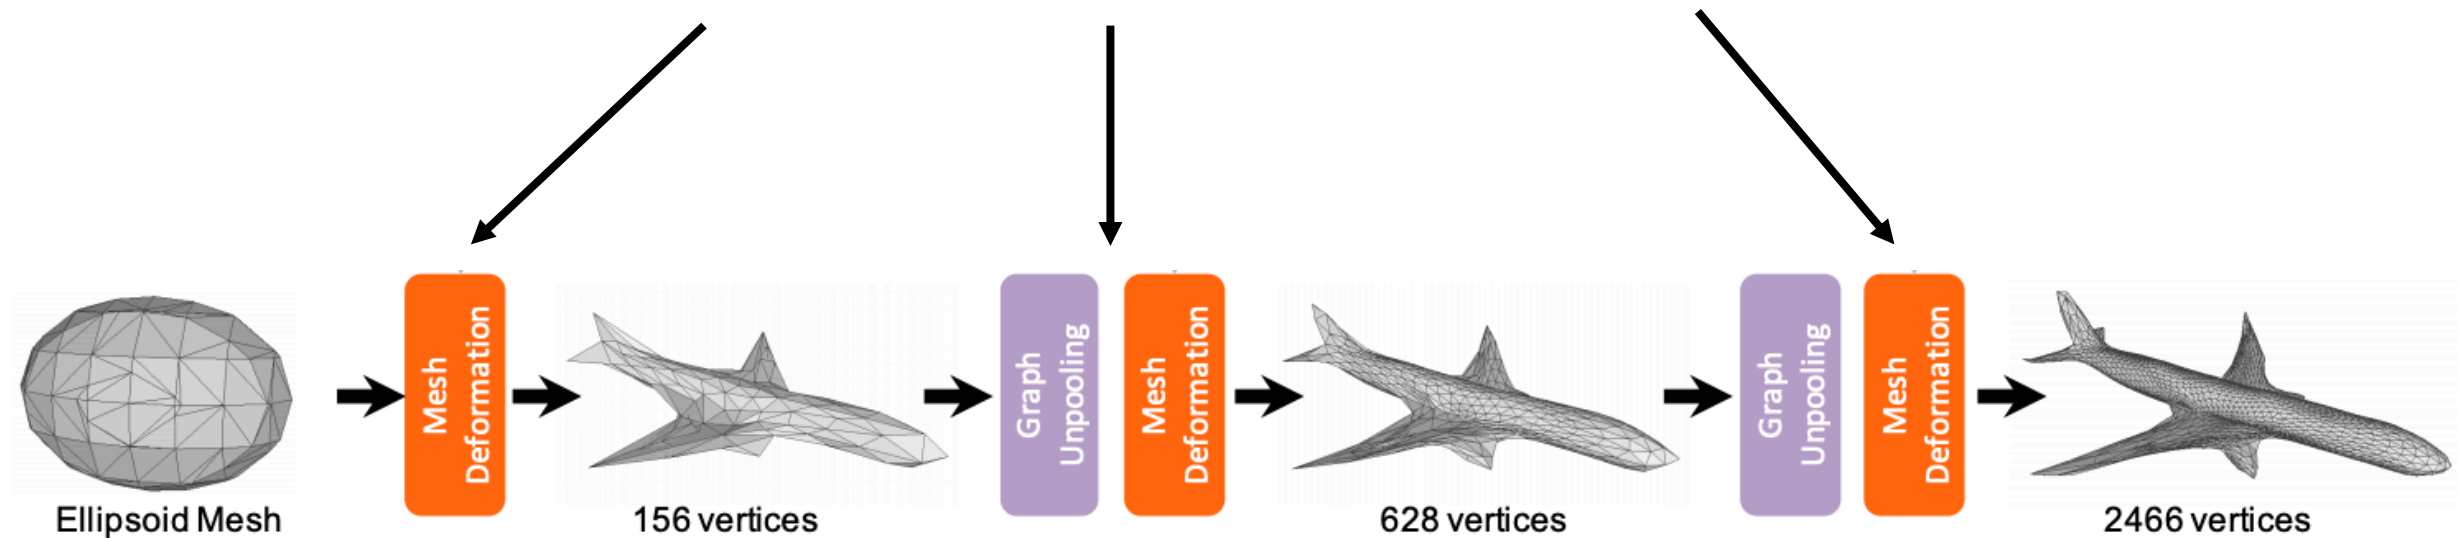 Mesh
Deformation
Graph
Unpooling
Mesh
Deformation
Graph
Unpooling
Mesh
Deformation
Ellipsoid Mesh
156 vertices
628 vertices
2466 vertices